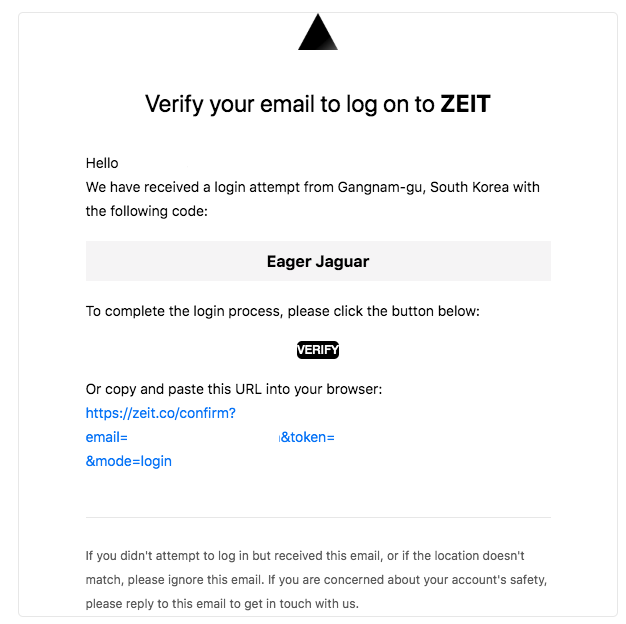 Verify your email to log on to ZEIT
Hello
We have received a login attempt from Gangnam-gu, South Korea with
the following code:
Eager Jaguar
To complete the login process, please click the button below:
VERIFY
Or copy and paste this URL into your browser:
https://zeit.co/confirm?
email= &token=
&mode=login
If you didn't attempt to log in but received this email, or if the location doesn't
match, please ignore this email. If you are concerned about your account's safety,
please reply to this email to get in touch with us.